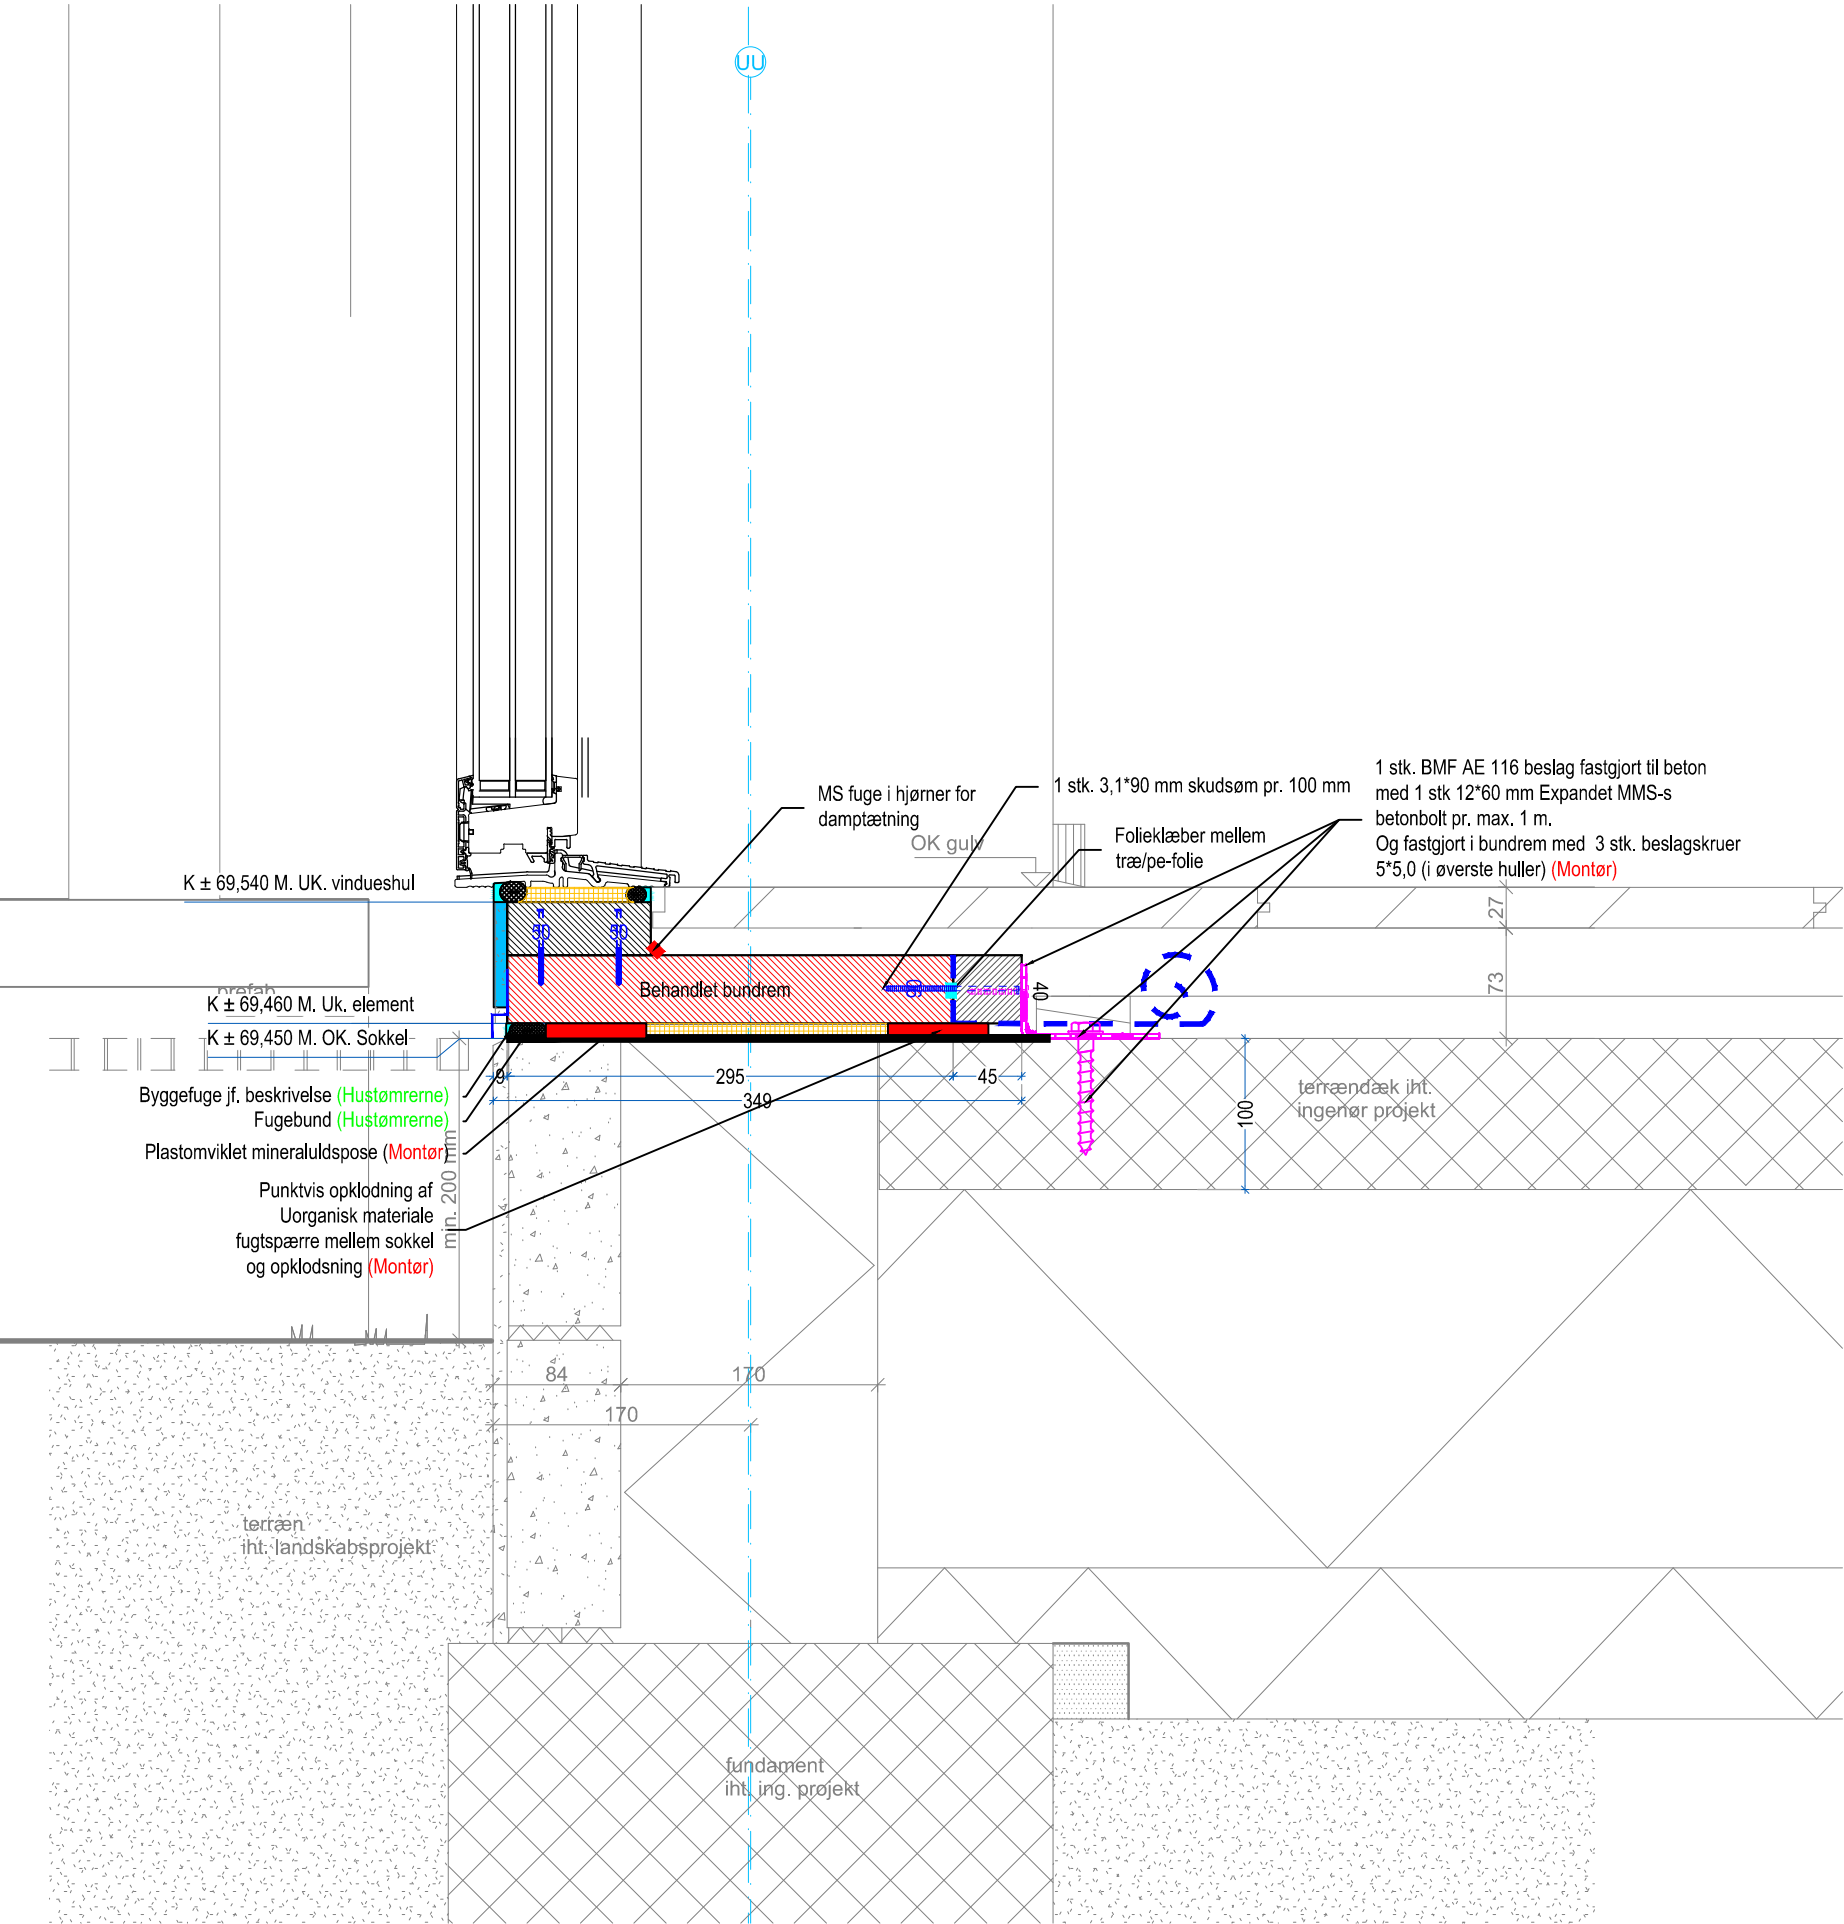 UU
MS fuge i hjørner for
damptætning
1 stk. 3,1*90 mm skudsøm pr. 100 mm
Folieklæber mellem
træ/pe-folie
1 stk. BMF AE 116 beslag fastgjort til beton
med 1 stk 12*60 mm Expandet MMS-s
betonbolt pr. max. 1 m.
Og fastgjort i bundrem med 3 stk. beslagskruer
5*5,0 (i øverste huller) (Montør)
OK gulv
K ± 69,540 M. UK. vindueshul
27
50
50
73
prefab
Behandlet bundrem
40
K ± 69,460 M. Uk. element
K ± 69,450 M. OK. Sokkel
9
295
45
349
100
terrændæk iht.
ingenør projekt
Byggefuge jf. beskrivelse (Hustømrerne)
Fugebund (Hustømrerne)
Plastomviklet mineraluldspose (Montør)
min. 200 mm
Punktvis opklodning af
Uorganisk materiale
fugtspærre mellem sokkel
og opklodsning (Montør)
84
170
170
terræn
iht. landskabsprojekt
fundament
iht. ing. projekt